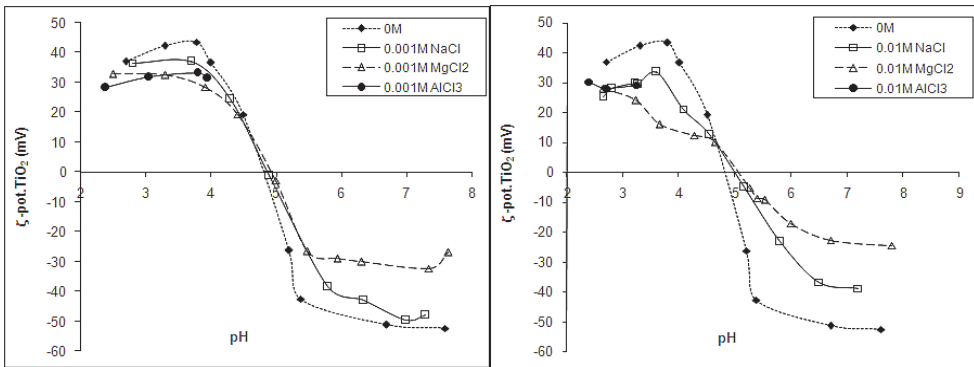 50
40
30
20
10
0
-10
-20
-30
-40
-50
-60
2 3 4 5 6 7 8
ζ-pot.TiO₂ (mV)
pH
0M
0.001M NaCl
0.001M MgCl2
0.001M AlCl3
50
40
30
20
10
0
-10
-20
-30
-40
-50
-60
2 3 4 5 6 7 8 9
ζ-pot.TiO₂ (mV)
pH
0M
0.01M NaCl
0.01M MgCl2
0.01M AlCl3